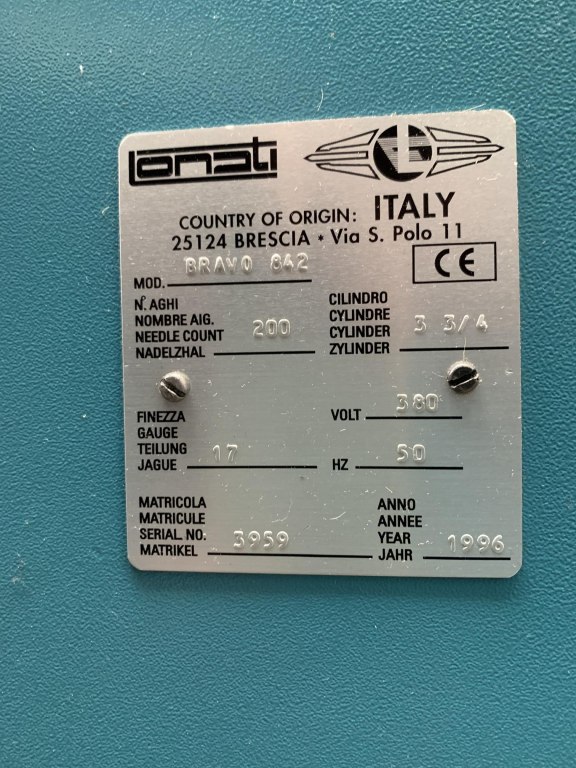 Lonati
COUNTRY OF ORIGIN: ITALY
25124 BRESCIA • Via S. Polo 11
MOD. BRAVO 842
CE
N. AGHI
NOMBRE AIG.
NEEDLE COUNT 200
NADELZHAL
CILINDRO
CYLINDRE
CYLINDER 3 3/4
ZYLINDER
FINEZZA
GAUGE
TEILUNG
JAGUE 17
VOLT 380
HZ 50
MATRICOLA
MATRICULE
SERIAL NO. 3959
MATRIKEL
ANNO
ANNEE
YEAR 1996
JAHR